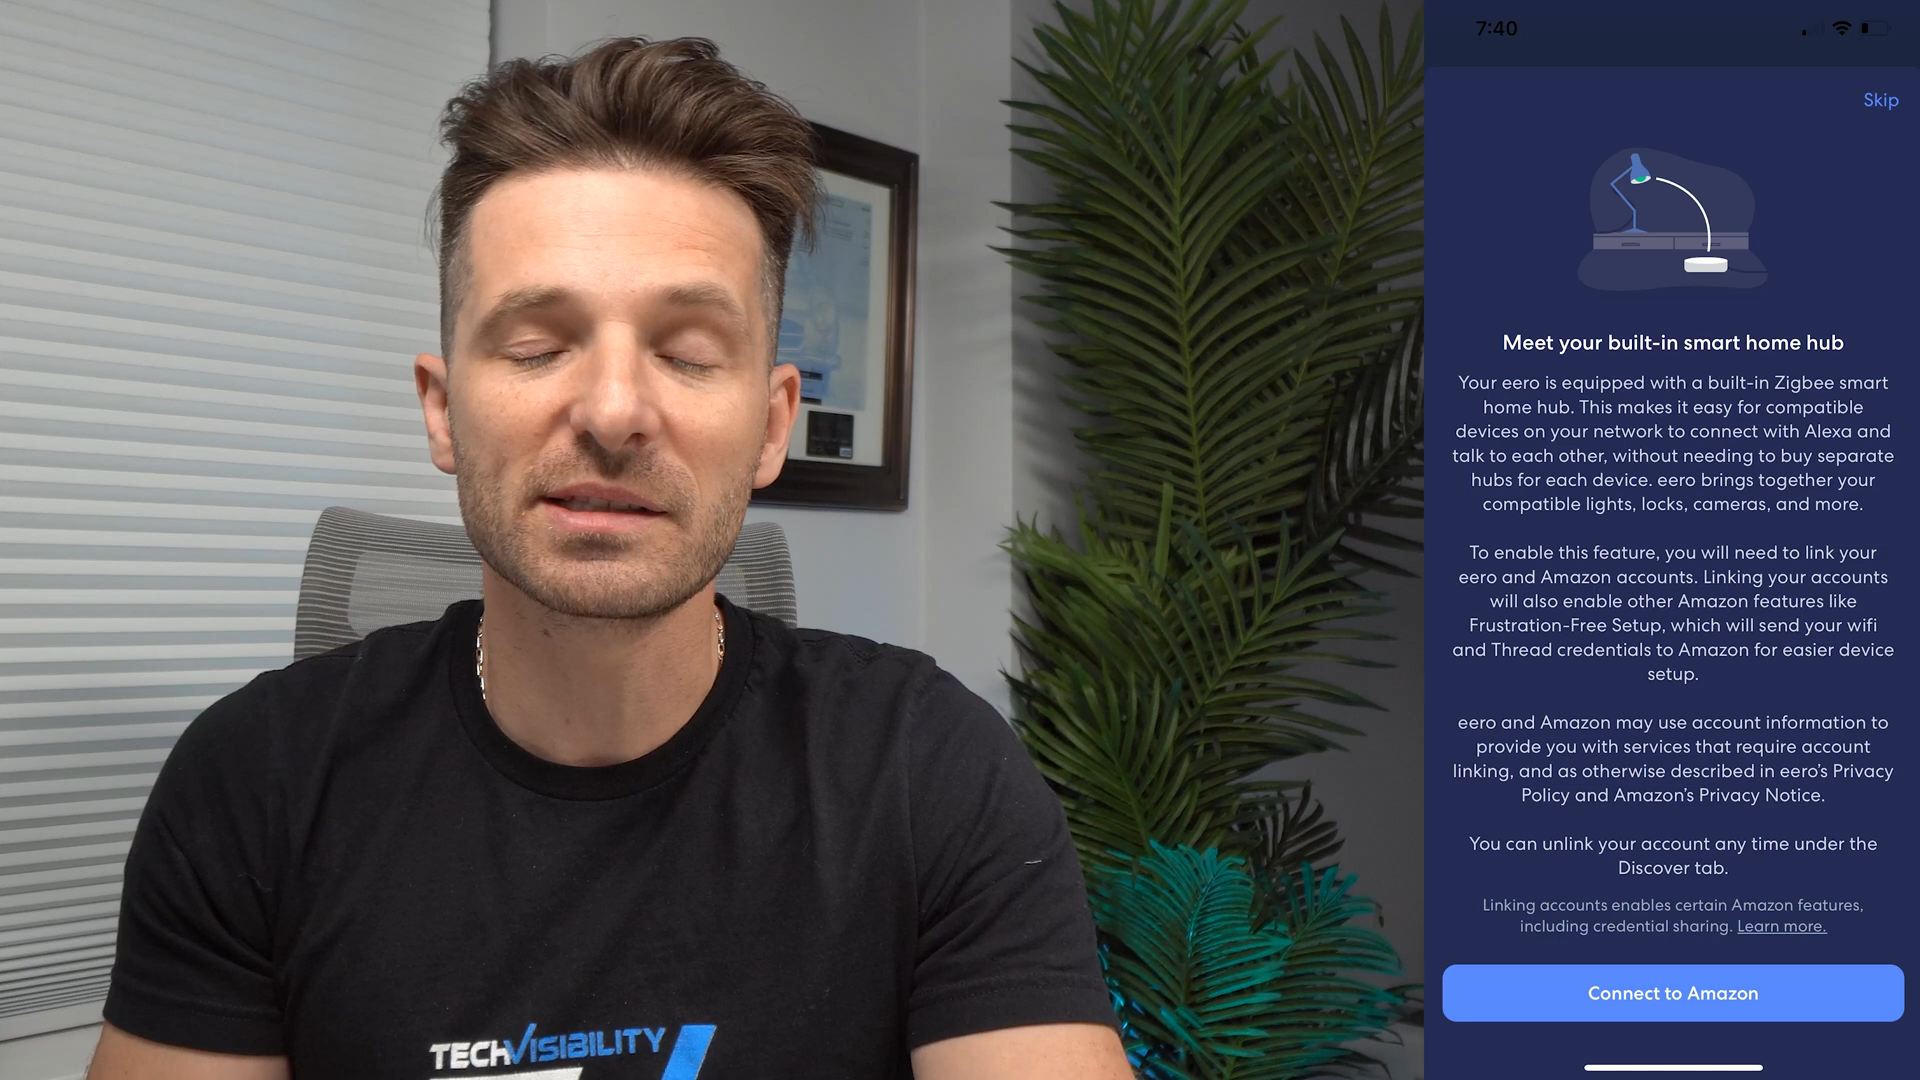 7:40
Skip
Meet your built-in smart home hub
Your eero is equipped with a built-in Zigbee smart
home hub. This makes it easy for compatible
devices on your network to connect with Alexa and
talk to each other, without needing to buy separate
hubs for each device. eero brings together your
compatible lights, locks, cameras, and more.
To enable this feature, you will need to link your
eero and Amazon accounts. Linking your accounts
will also enable other Amazon features like
Frustration-Free Setup, which will send your wifi
and Thread credentials to Amazon for easier device
setup.
eero and Amazon may use account information to
provide you with services that require account
linking, and as otherwise described in eero's Privacy
Policy and Amazon's Privacy Notice.
You can unlink your account any time under the
Discover tab.
Linking accounts enables certain Amazon features,
including credential sharing. Learn more.
Connect to Amazon
TECHVISIBILITY